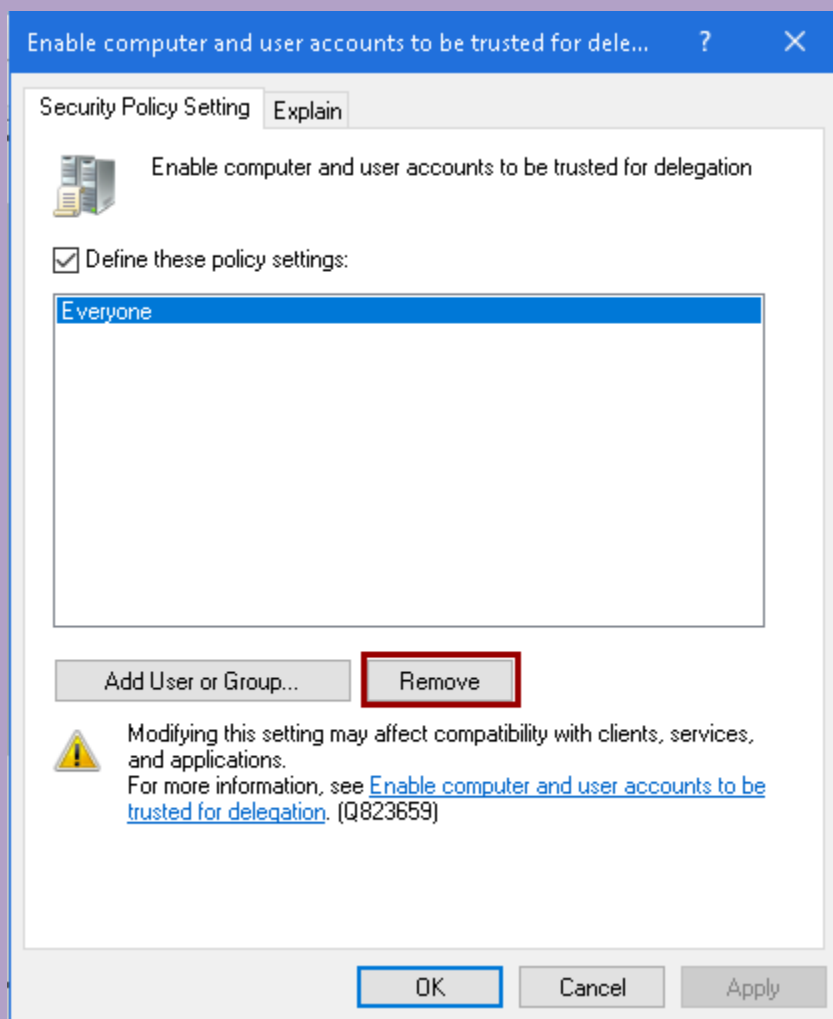 Enable computer and user accounts to be trusted for dele...
Security Policy Setting
Explain
Enable computer and user accounts to be trusted for delegation
Define these policy settings:
Everyone
Add User or Group...
Remove
Modifying this setting may affect compatibility with clients, services,
and applications.
For more information, see Enable computer and user accounts to be
trusted for delegation. (Q823659)
OK
Cancel
Apply